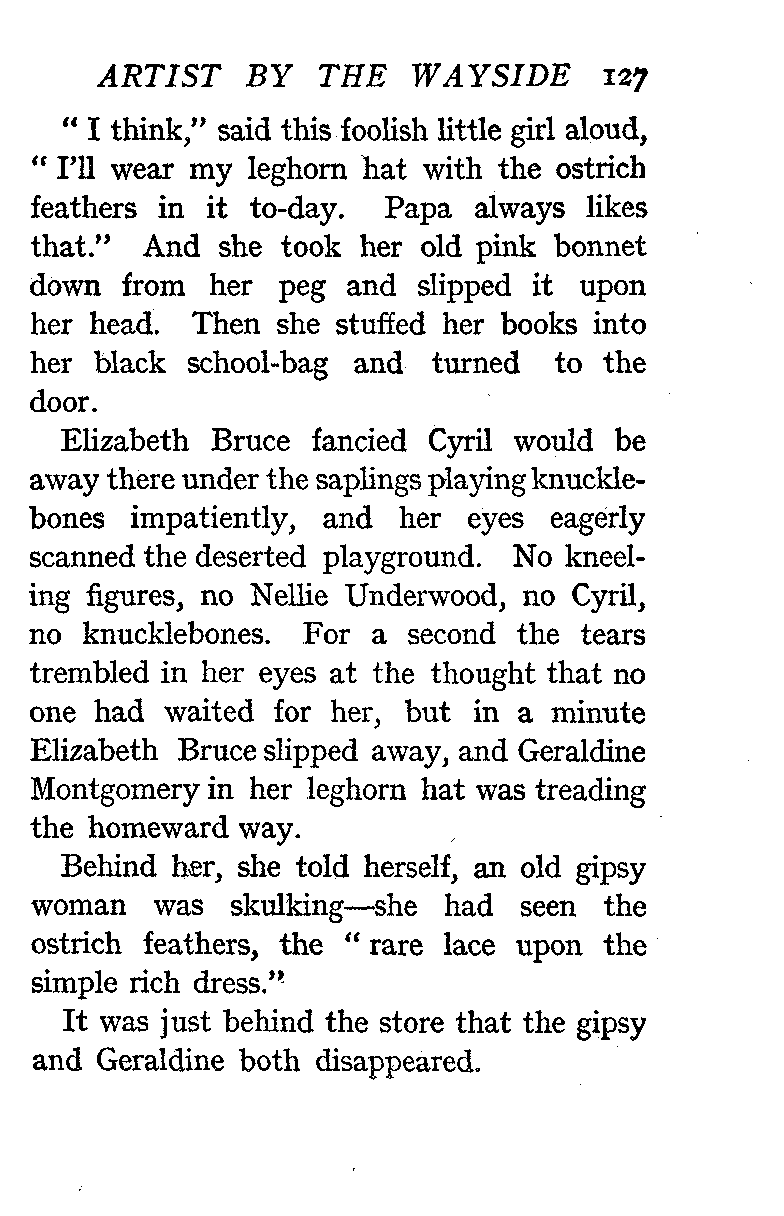 ARTIST BY THE WAYSIDE 127
“ I think,” said this foolish little girl aloud,
“ I’ll wear my leghorn hat with the ostrich
feathers in it to-day. Papa always likes
that.” And she took her old pink bonnet
down from her peg and slipped it upon
her head. Then she stuffed her books into
her black school-bag and turned to the
door.
Elizabeth Bruce fancied Cyril would be
away there under the saplings playing knuckle-
bones impatiently, and her eyes eagerly
scanned the deserted playground. No kneel-
ing figures, no Nellie Underwood, no Cyril,
no knucklebones. For a second the tears
trembled in her eyes at the thought that no
one had waited for her, but in a minute
Elizabeth Bruce slipped away, and Geraldine
Montgomery in her leghorn hat was treading
the homeward way.
Behind her, she told herself, an old gipsy
woman was skulking—she had seen the
ostrich feathers, the “ rare lace upon the
simple rich dress.”
It was just behind the store that the gipsy
and Geraldine both disappeared.